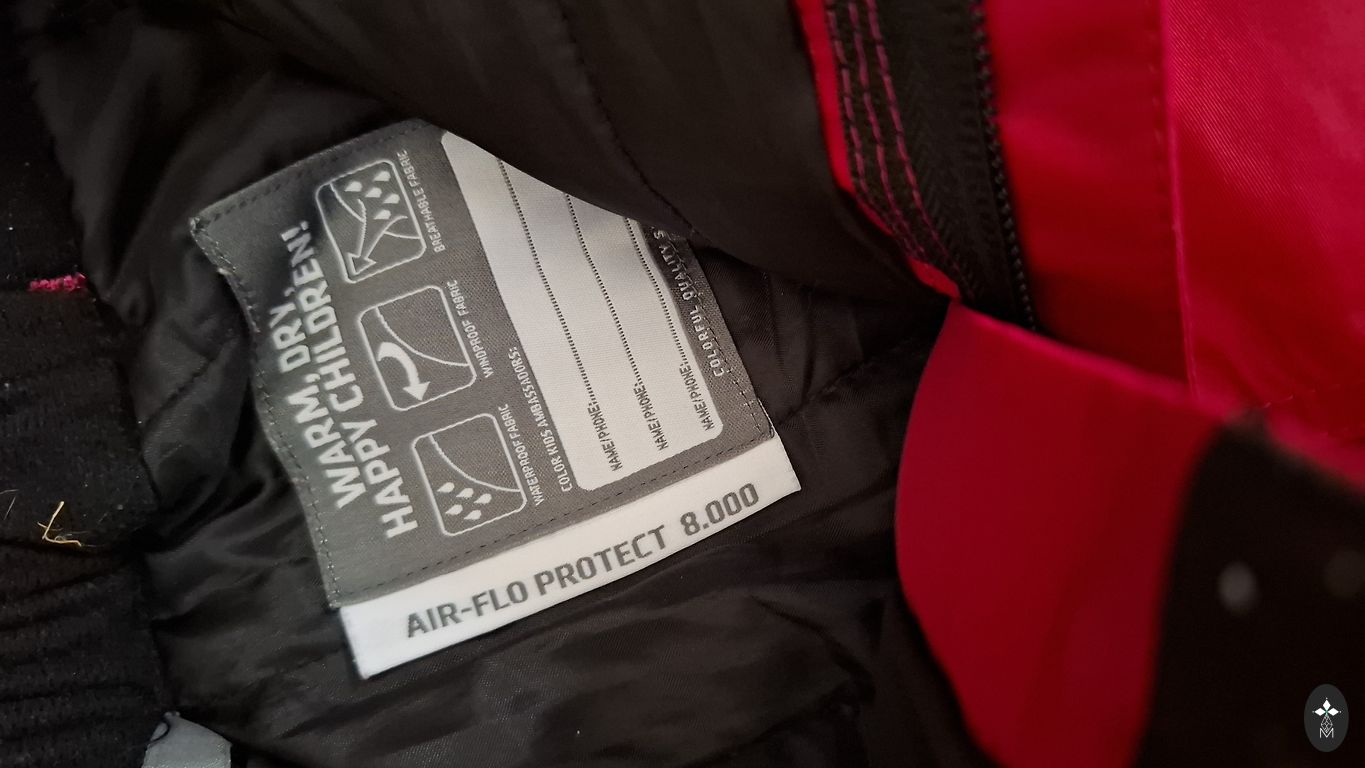 WARM, DRY,
HAPPY CHILDREN!
WATERPROOF FABRIC
WINDPROOF FABRIC
BREATHABLE FABRIC
COLOR KIDS AMBASADORS:
NAME/PHONE:
NAME/PHONE:
NAME/PHONE:
COLORFUL QUALITY S
AIR-FLO PROTECT 8.000
M